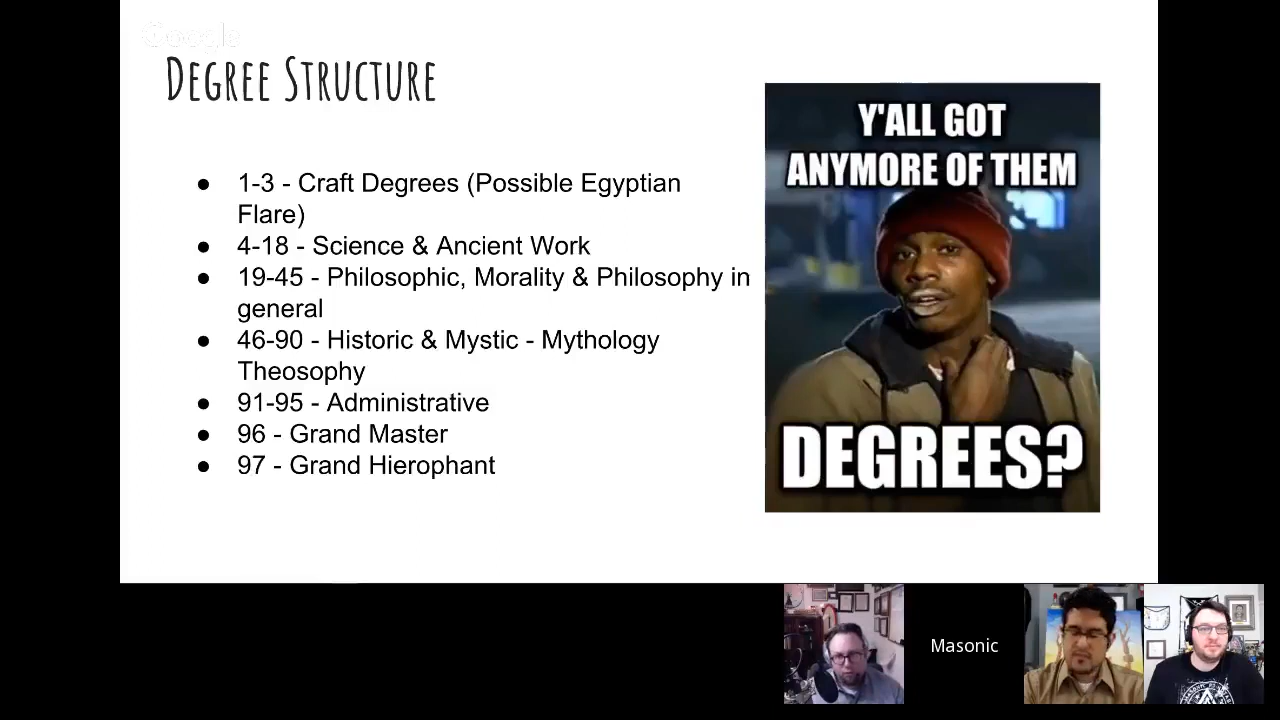 Google
DEGREE STRUCTURE
● 1-3 - Craft Degrees (Possible Egyptian
Flare)
● 4-18 - Science & Ancient Work
● 19-45 - Philosophic, Morality & Philosophy in
general
● 46-90 - Historic & Mystic - Mythology
Theosophy
● 91-95 - Administrative
● 96 - Grand Master
● 97 - Grand Hierophant
Y'ALL GOT
ANYMORE OF THEM
DEGREES?
Masonic